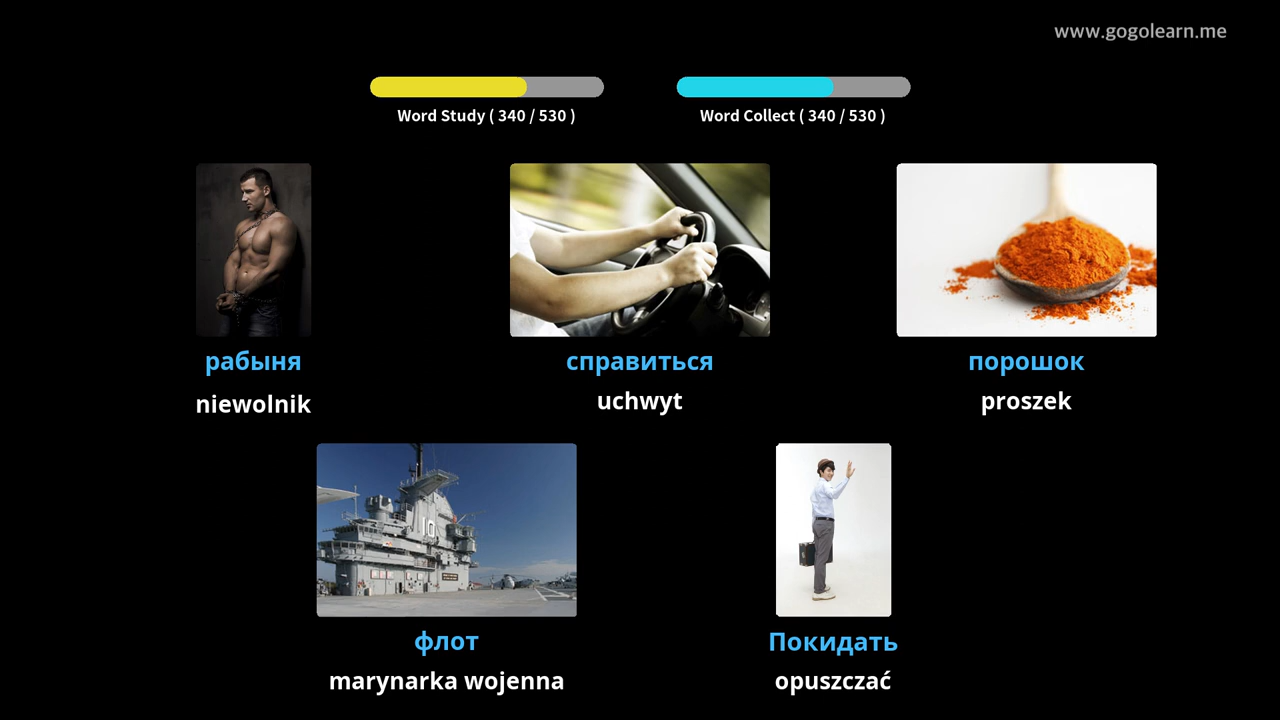 www.gogolearn.me
Word Study ( 340 / 530 )
Word Collect ( 340 / 530 )
рабыня
niewolnik
справиться
uchwyt
порошок
proszek
10
флот
marynarka wojenna
Покидать
opuszczać